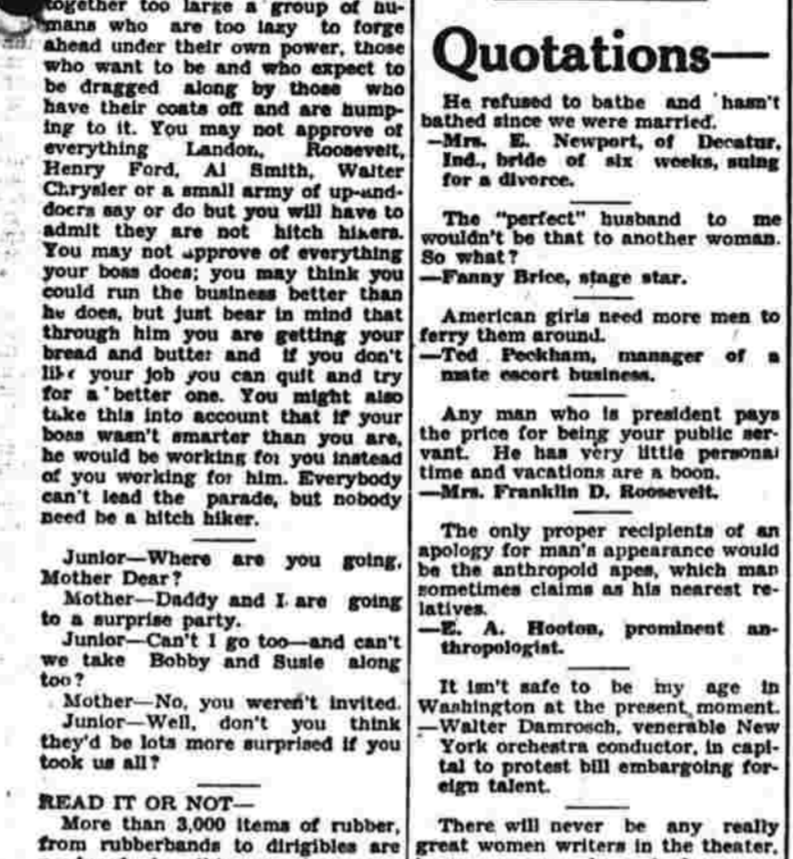 together too large a group of hu-
mans who are too lazy to forge
ahead under their own power, those
who want to be and who expect to
be dragged along by those who
have their coats off and are hump-
ing to it. You may not approve of
everything Landon, Roosevelt,
Henry Ford, Al Smith, Walter
Chrysler or a small army of up-and-
doers say or do but you will have to
admit they are not hitch hikers.
You may not approve of everything
your boss does; you may think you
could run the business better than
he does, but just bear in mind that
through him you are getting your
bread and butter and if you don't
like your job you can quit and try
for a better one. You might also
take this into account that if your
boss wasn't smarter than you are,
he would be working for you instead
of you working for him. Everybody
can't lead the parade, but nobody
need be a hitch hiker.
Junior—Where are you going,
Mother Dear?
Mother—Daddy and I are going
to a surprise party.
Junior—Can't I go too—and can't
we take Bobby and Susie along
too?
Mother—No, you weren't invited.
Junior—Well, don't you think
they'd be lots more surprised if you
took us all?
READ IT OR NOT—
More than 3,000 items of rubber,
from rubberbands to dirigibles are
Quotations—
He refused to bathe and hasn't
bathed since we were married.
—Mrs. E. Newport, of Decatur,
Ind., bride of six weeks, suing
for a divorce.
The "perfect" husband to me
wouldn't be that to another woman.
So what?
—Fanny Brice, stage star.
American girls need more men to
ferry them around.
—Ted Peckham, manager of a
mate escort business.
Any man who is president pays
the price for being your public ser-
vant. He has very little personal
time and vacations are a boon.
—Mrs. Franklin D. Roosevelt.
The only proper recipients of an
apology for man's appearance would
be the anthropoid apes, which man
sometimes claims as his nearest re-
latives.
—E. A. Hooton, prominent an-
thropologist.
It isn't safe to be my age in
Washington at the present moment.
—Walter Damrosch, venerable New
York orchestra conductor, in capi-
tal to protest bill embargoing for-
eign talent.
There will never be any really
great women writers in the theater,